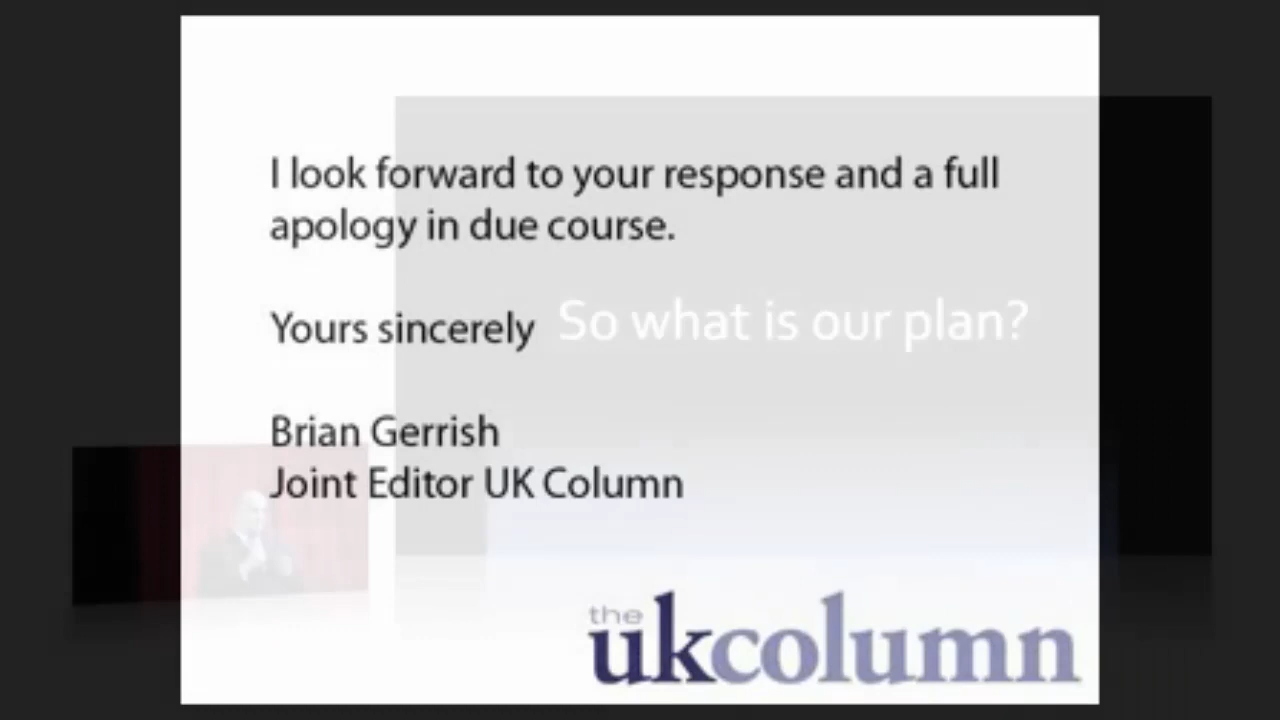 I look forward to your response and a full
apology in due course.
Yours sincerely
So what is our plan?
Brian Gerrish
Joint Editor UK Column
the
ukcolumn